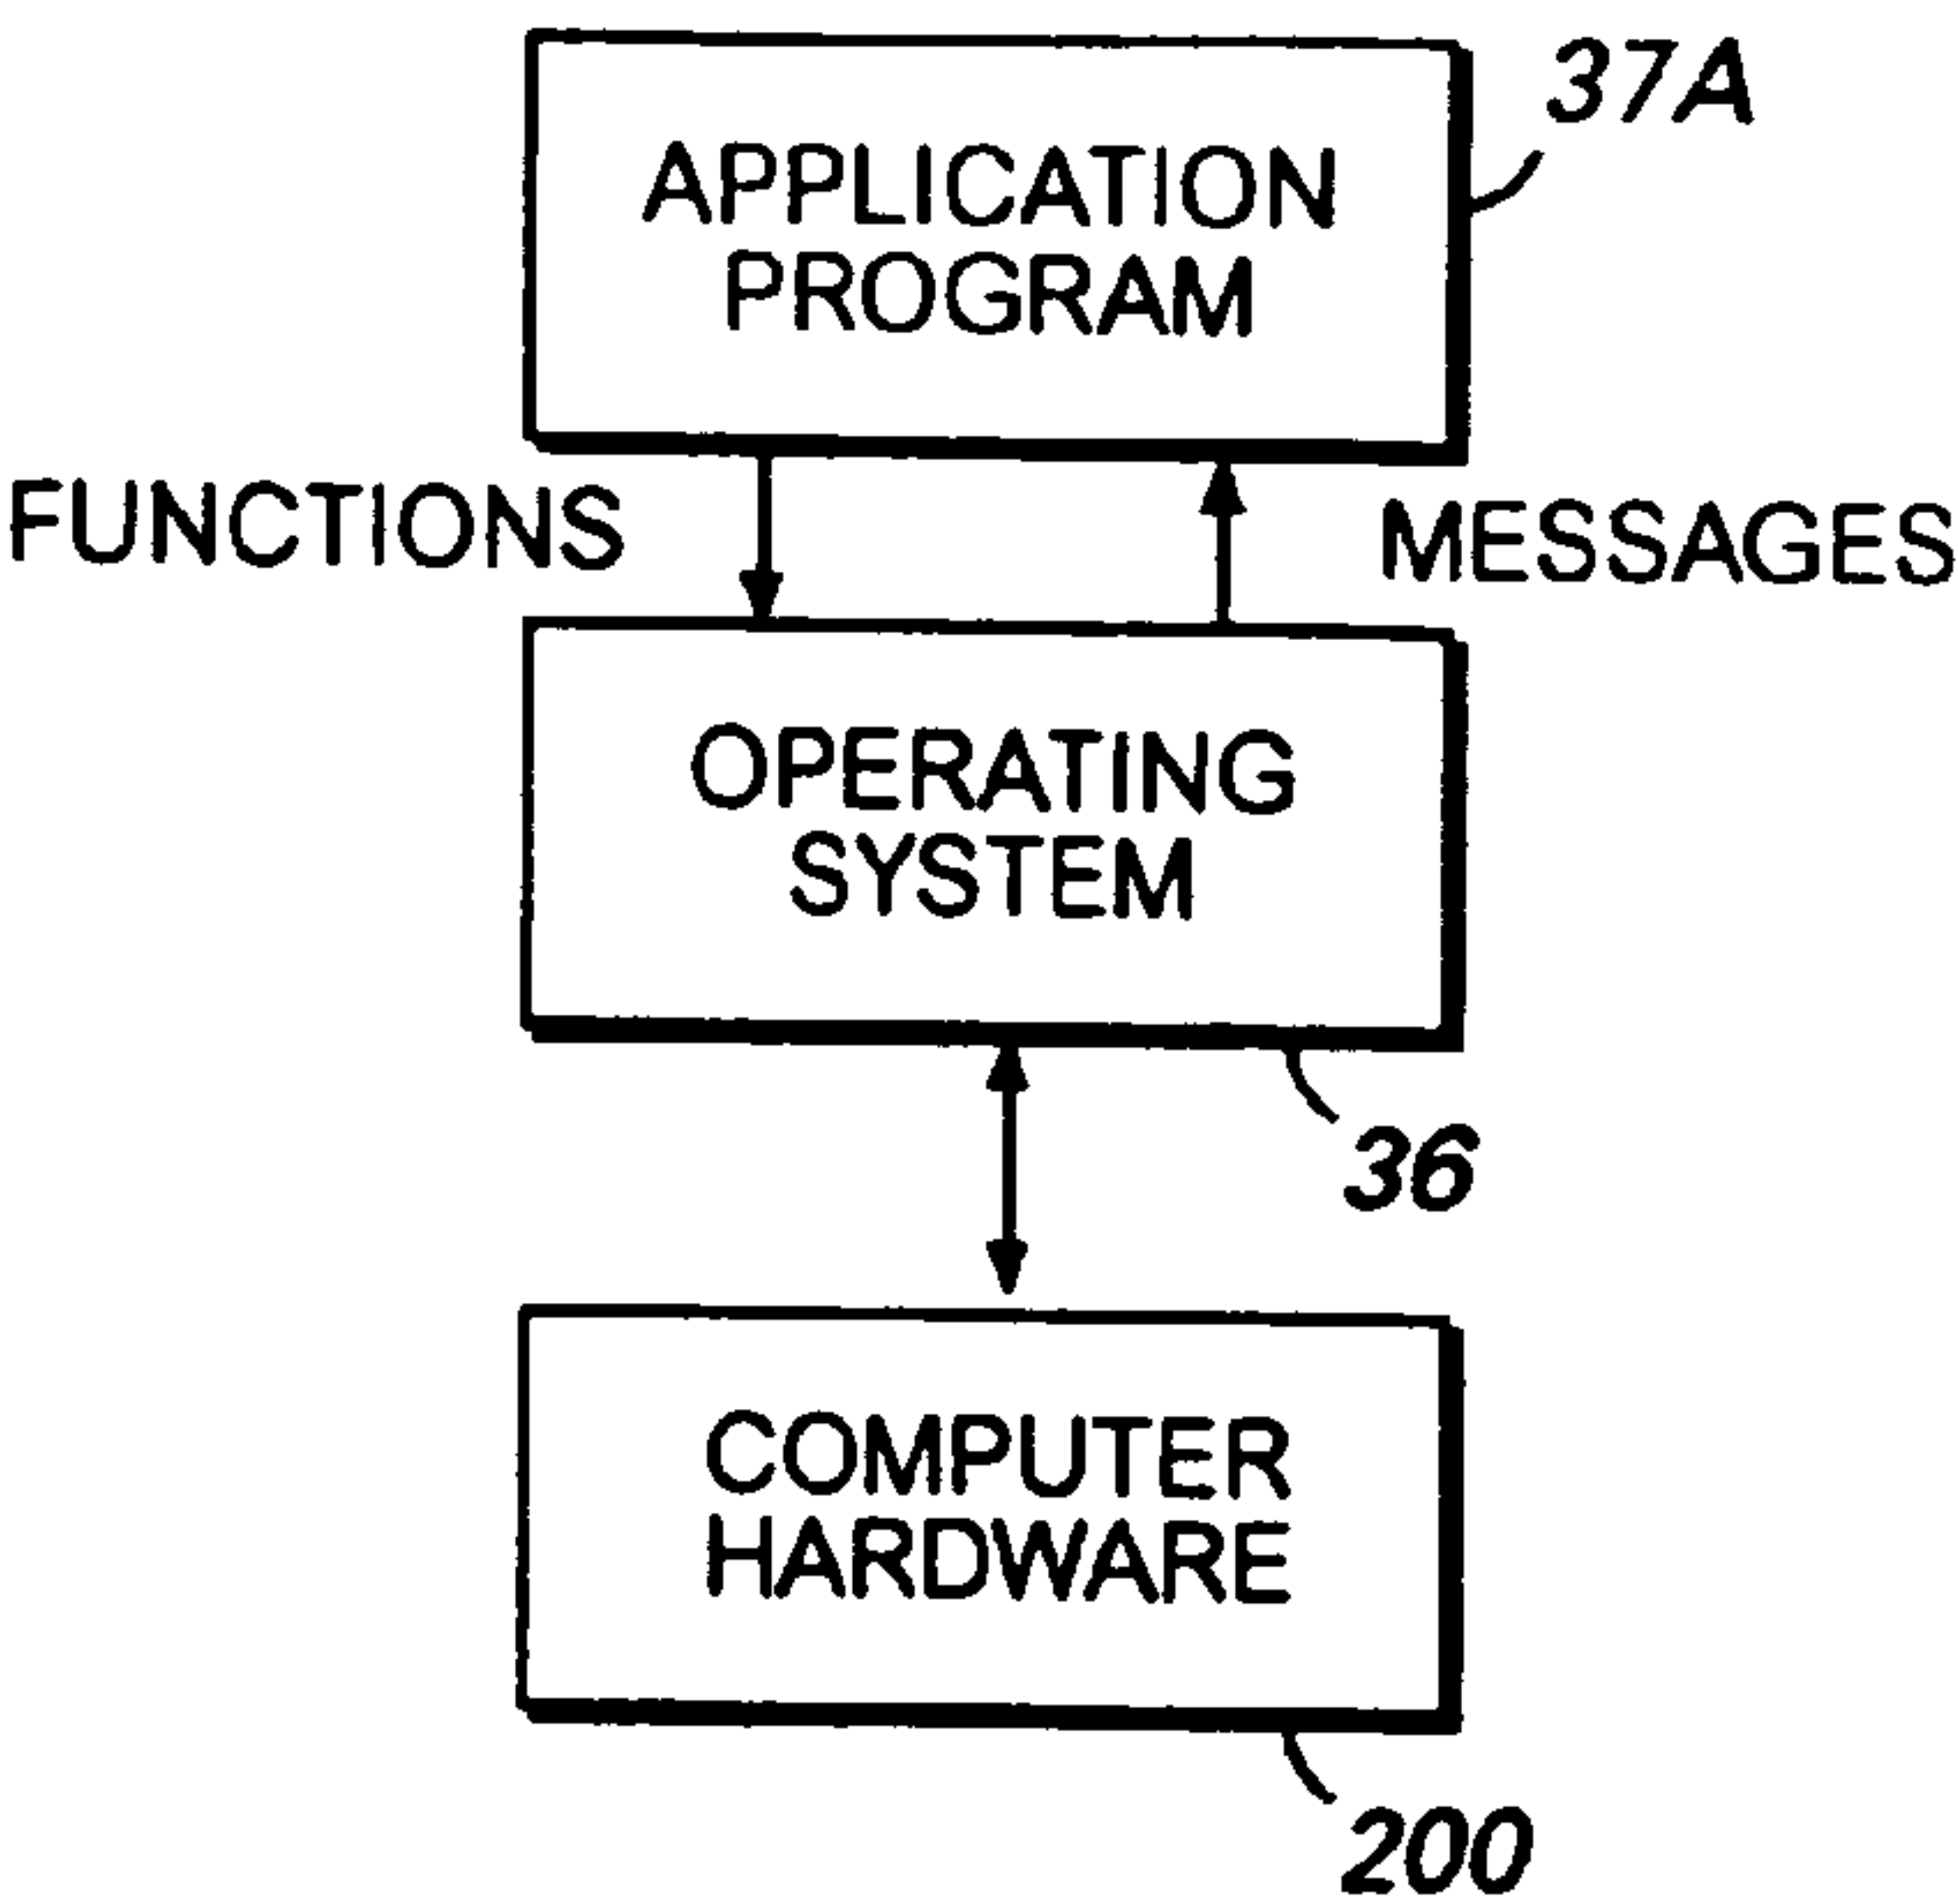 37A
APPLICATION
PROGRAM
FUNCTIONS
MESSAGES
OPERATING
SYSTEM
36
COMPUTER
HARDWARE
200